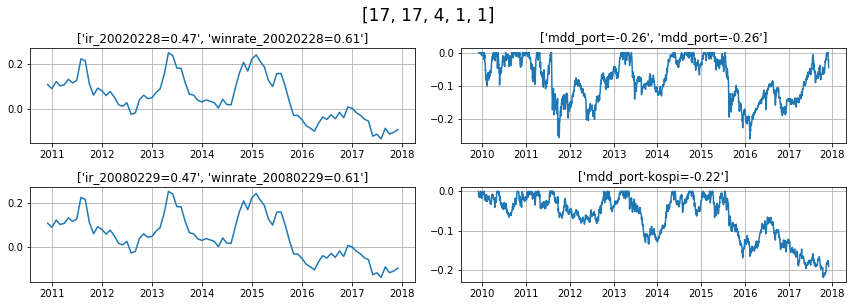 [17, 17, 4, 1, 1]
['ir_20020228=0.47', 'winrate_20020228=0.61']
0.2
0.0
2011 2012 2013 2014 2015 2016 2017 2018
['mdd_port=-0.26', 'mdd_port=-0.26']
0.0
−0.1
−0.2
2010 2011 2012 2013 2014 2015 2016 2017 2018
['ir_20080229=0.47', 'winrate_20080229=0.61']
0.2
0.0
2011 2012 2013 2014 2015 2016 2017 2018
['mdd_port-kospi=-0.22']
0.0
−0.1
−0.2
2010 2011 2012 2013 2014 2015 2016 2017 2018